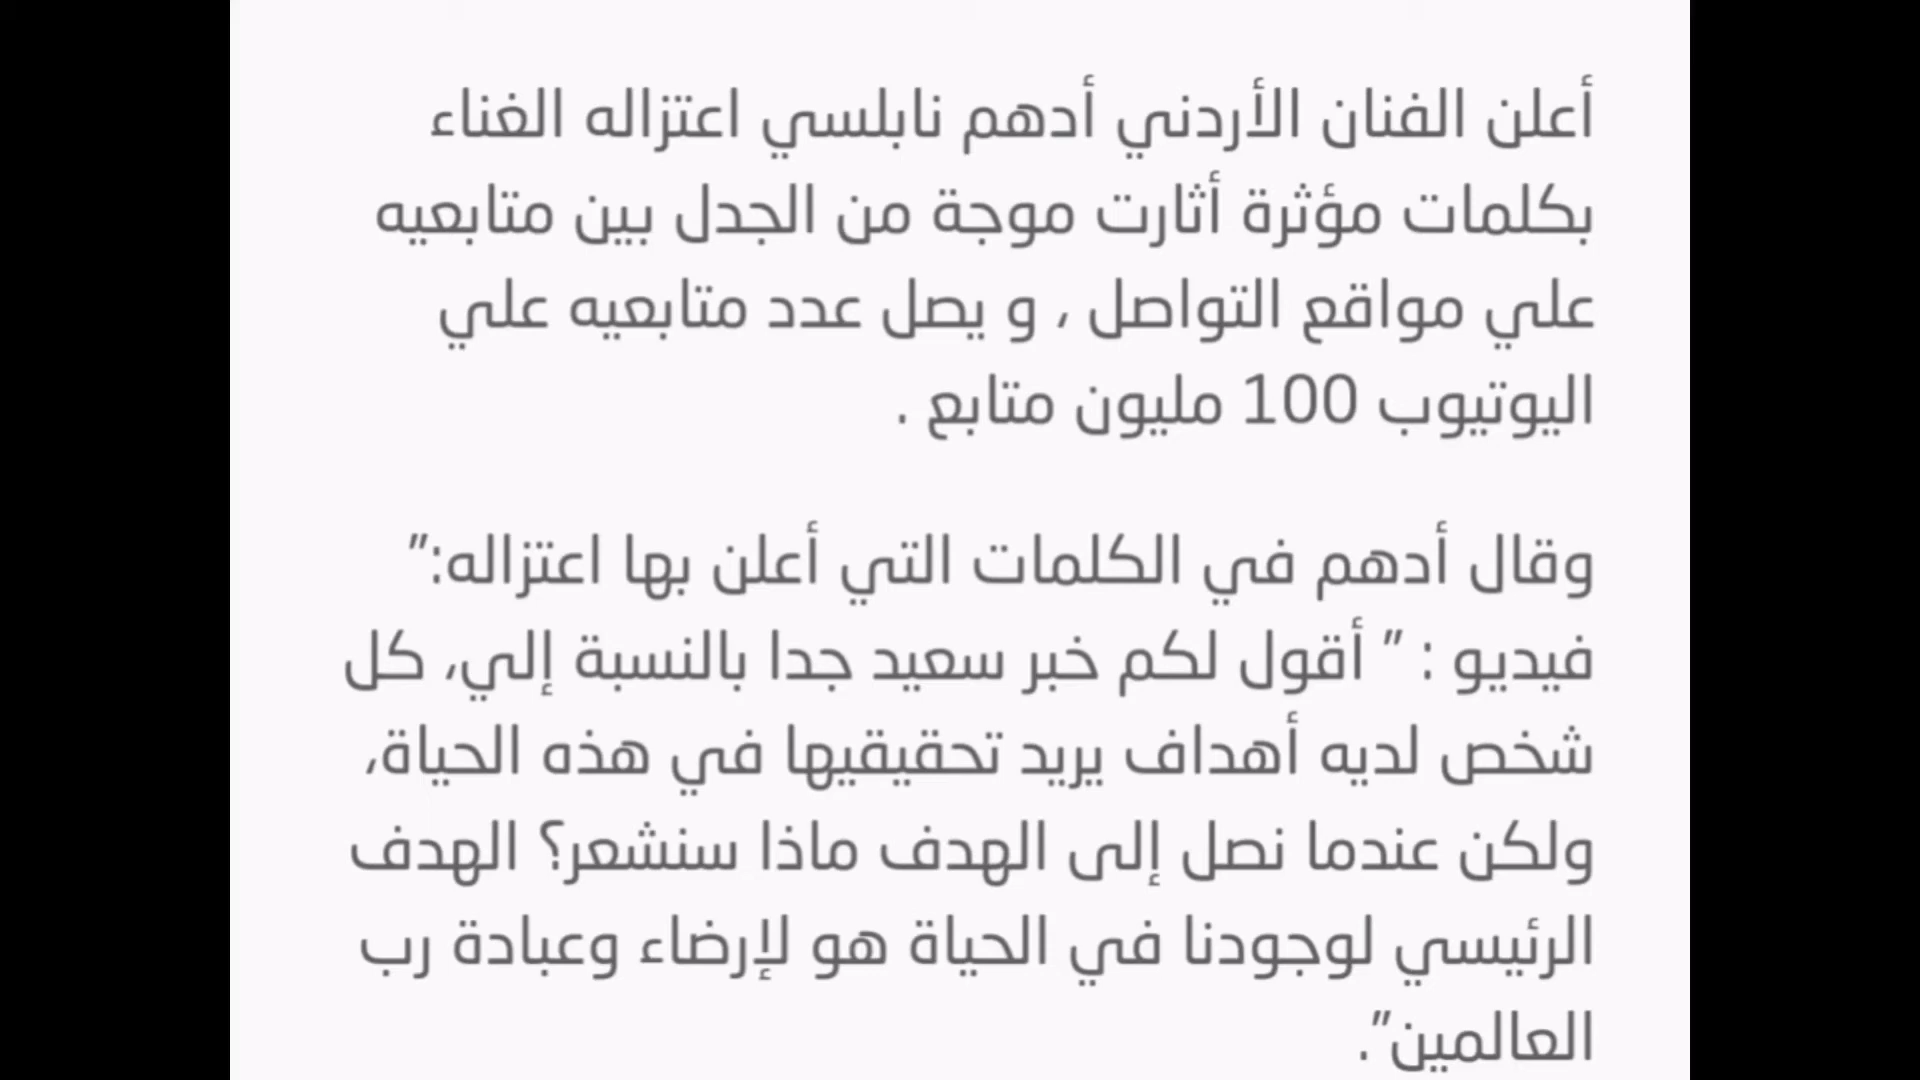 أعلن الفنان الأردني أدهم نابلسي اعتزاله الغناء
بكلمات مؤثرة أثارت موجة من الجدل بين متابعيه
علي مواقع التواصل ، و يصل عدد متابعيه علي
اليوتيوب 100 مليون متابع .
وقال أدهم في الكلمات التي أعلن بها اعتزاله:”
فيديو : ” أقول لكم خبر سعيد جدا بالنسبة إلي، كل
شخص لديه أهداف يريد تحقيقيها في هذه الحياة،
ولكن عندما نصل إلى الهدف ماذا سنشعر؟ الهدف
الرئيسي لوجودنا في الحياة هو لإرضاء وعبادة رب
العالمين”.